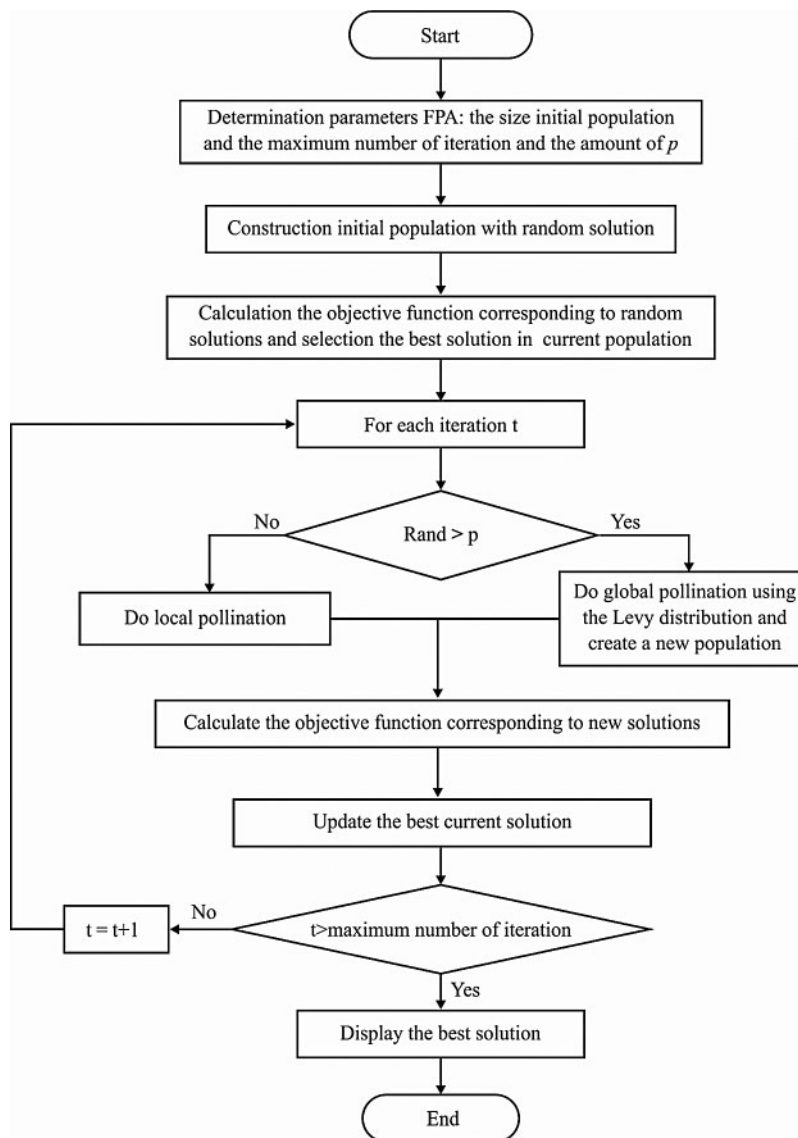 Start
Determination parameters FPA: the size initial population
and the maximum number of iteration and the amount of p
Construction initial population with random solution
Calculation the objective function corresponding to random
solutions and selection the best solution in current population
For each iteration t
No
Rand > p
Yes
Do local pollination
Do global pollination using
the Levy distribution and
create a new population
Calculate the objective function corresponding to new solutions
Update the best current solution
t = t+1
No
t>maximum number of iteration
Yes
Display the best solution
End